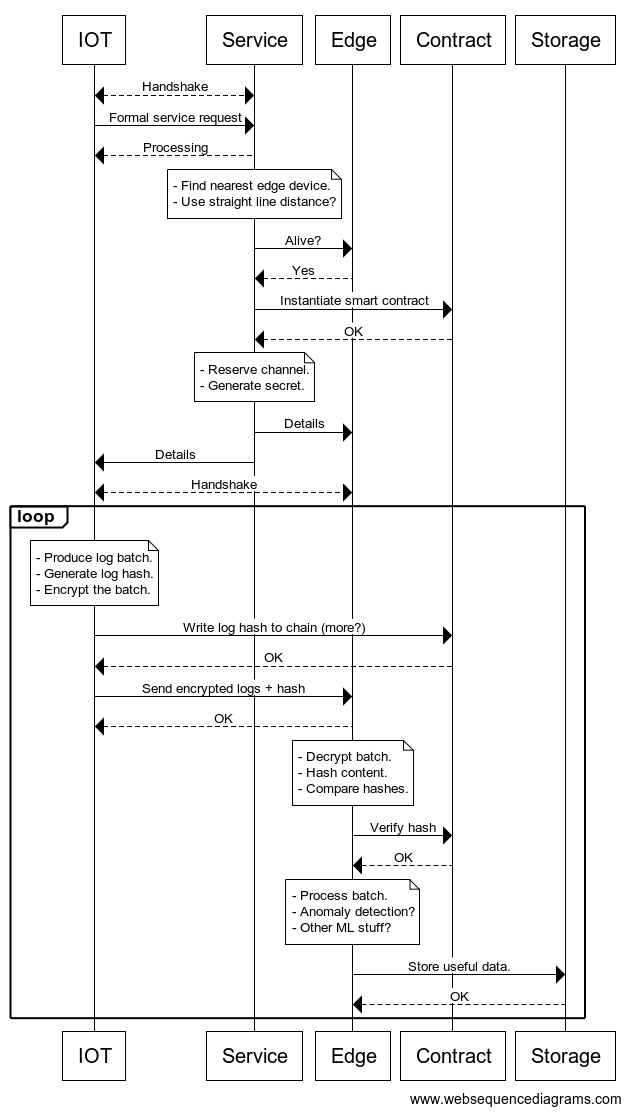 IOT
Service
Edge
Contract
Storage
Handshake
Formal service request
Processing
- Find nearest edge device.
- Use straight line distance?
Alive?
Yes
Instantiate smart contract
OK
- Reserve channel.
- Generate secret.
Details
Details
Handshake
loop
- Produce log batch.
- Generate log hash.
- Encrypt the batch.
Write log hash to chain (more?)
OK
Send encrypted logs + hash
OK
- Decrypt batch.
- Hash content.
- Compare hashes.
Verify hash
OK
- Process batch.
- Anomaly detection?
- Other ML stuff?
Store useful data.
OK
IOT
Service
Edge
Contract
Storage
www.websequencediagrams.com